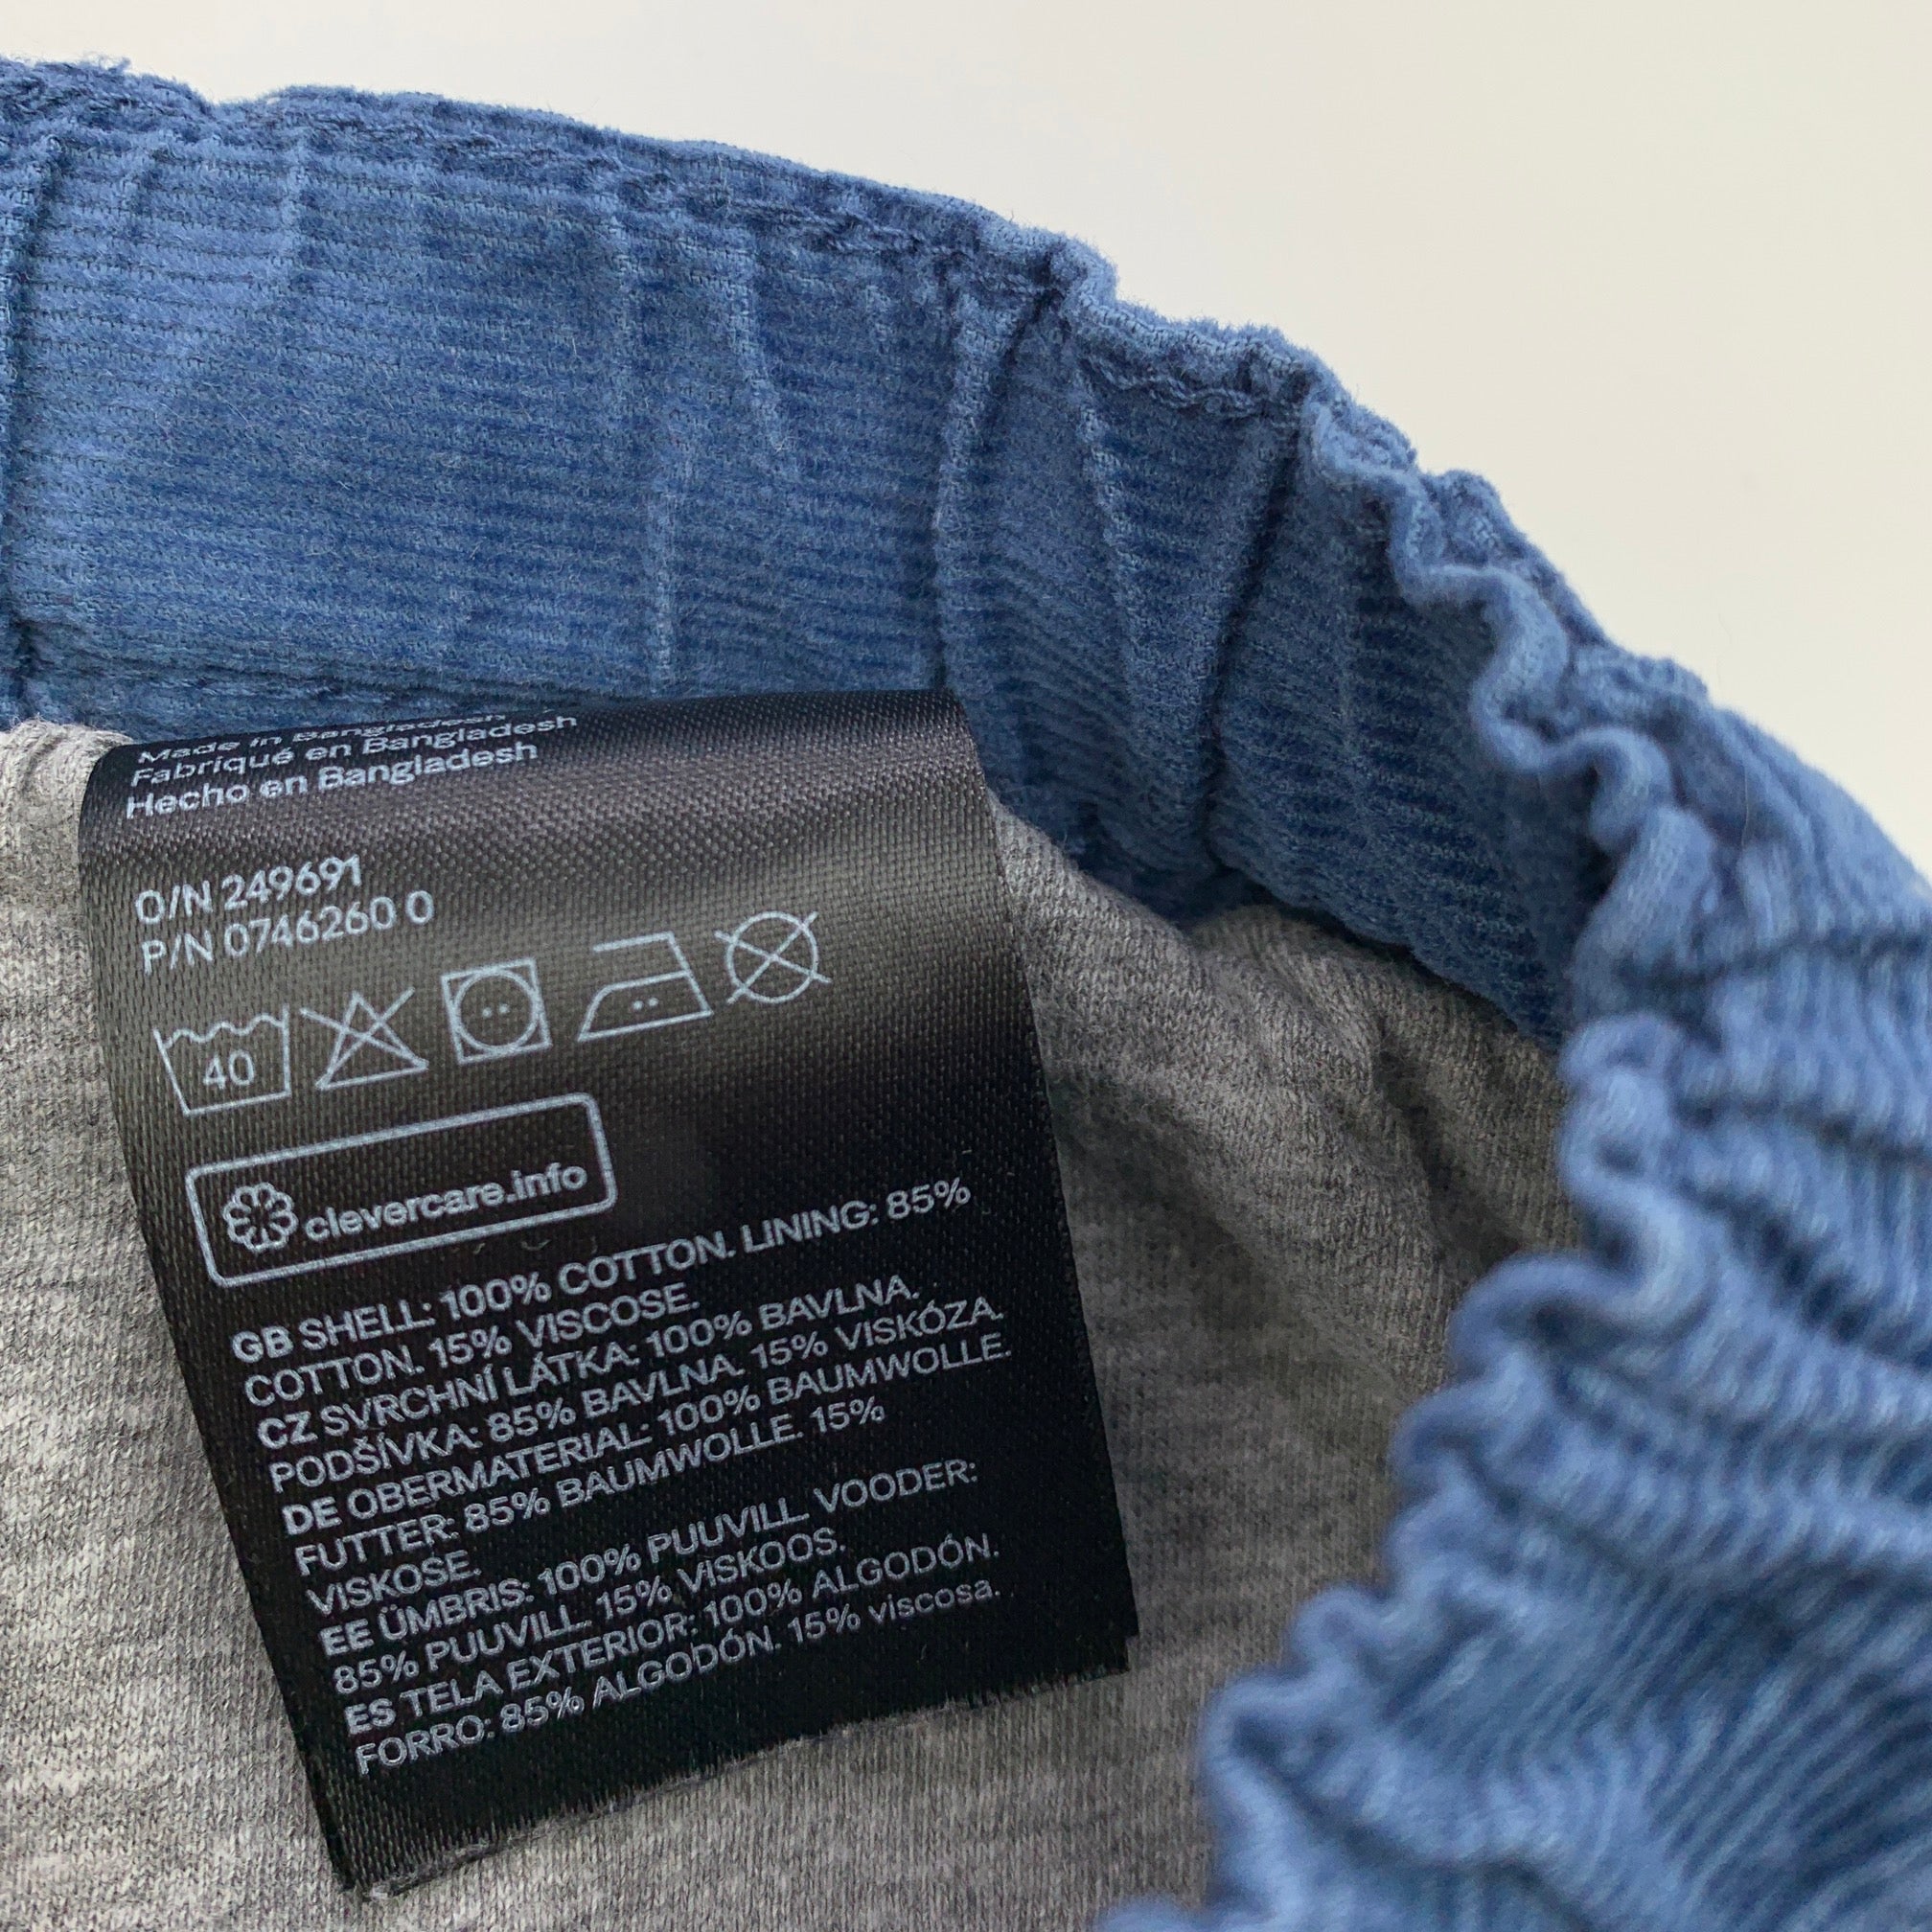 Made in Bangladesh
Fabriqué en Bangladesh
Hecho en Bangladesh
O/N 249691
P/N 0746260 0
40
clevercare.info
GB SHELL: 100% COTTON. LINING: 85%
COTTON. 15% VISCOSE.
CZ SVRCHNÍ LÁTKA: 100% BAVLNA.
PODŠÍVKA: 85% BAVLNA. 15% VISKÓZA.
DE OBERMATERIAL: 100% BAUMWOLLE.
FUTTER: 85% BAUMWOLLE. 15%
VISKOSE.
EE ÜMBRIS: 100% PUUVILL. VOODER:
85% PUUVILL. 15% VISKOOS.
ES TELA EXTERIOR: 100% ALGODÓN.
FORRO: 85% ALGODÓN. 15% viscosa.